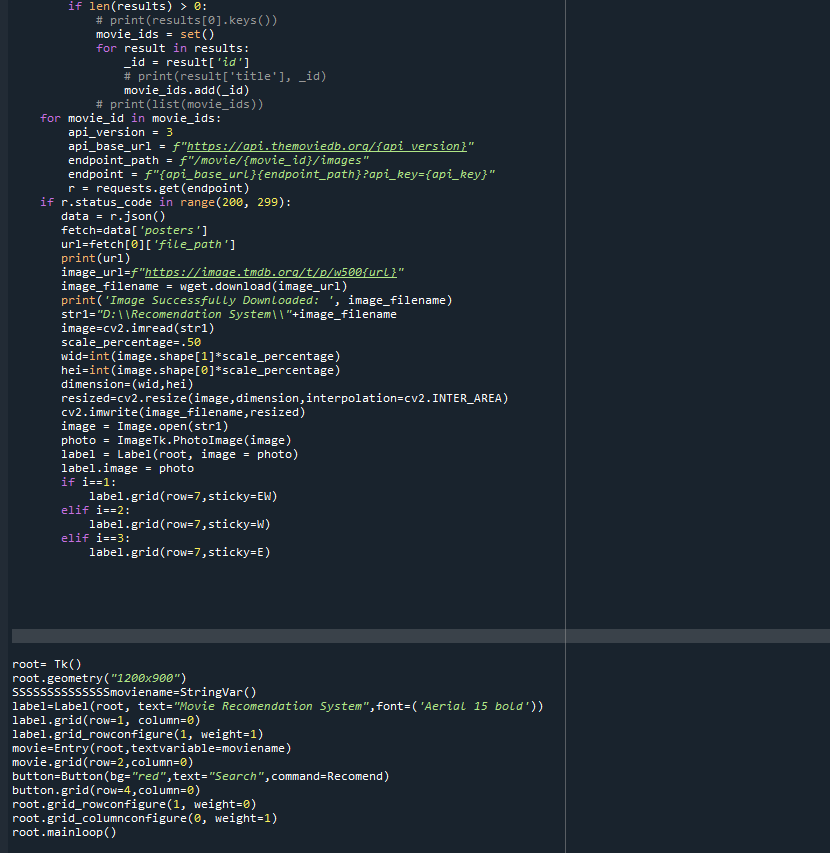 if len(results) > 0:
# print(results[0].keys())
movie_ids = set()
for result in results:
_id = result['id']
# print(result['title'], _id)
movie_ids.add(_id)
# print(list(movie_ids))
for movie_id in movie_ids:
api_version = 3
api_base_url = f"https://api.themoviedb.org/{api_version}"
endpoint_path = f"/movie/{movie_id}/images"
endpoint = f"{api_base_url}{endpoint_path}?api_key={api_key}"
r = requests.get(endpoint)
if r.status_code in range(200, 299):
data = r.json()
fetch=data['posters']
url=fetch[0]['file_path']
print(url)
image_url=f"https://image.tmdb.org/t/p/w500{url}"
image_filename = wget.download(image_url)
print('Image Successfully Downloaded: ', image_filename)
str1="D:\\Recomendation System\\"+image_filename
image=cv2.imread(str1)
scale_percentage=.50
wid=int(image.shape[1]*scale_percentage)
hei=int(image.shape[0]*scale_percentage)
dimension=(wid,hei)
resized=cv2.resize(image,dimension,interpolation=cv2.INTER_AREA)
cv2.imwrite(image_filename,resized)
image = Image.open(str1)
photo = ImageTk.PhotoImage(image)
label = Label(root, image = photo)
label.image = photo
if i==1:
label.grid(row=7,sticky=EW)
elif i==2:
label.grid(row=7,sticky=W)
elif i==3:
label.grid(row=7,sticky=E)
root= Tk()
root.geometry("1200x900")
SSSSSSSSSSSSSSmoviename=StringVar()
label=Label(root, text="Movie Recomendation System",font=('Aerial 15 bold'))
label.grid(row=1, column=0)
label.grid_rowconfigure(1, weight=1)
movie=Entry(root,textvariable=moviename)
movie.grid(row=2,column=0)
button=Button(bg="red",text="Search",command=Recomend)
button.grid(row=4,column=0)
root.grid_rowconfigure(1, weight=0)
root.grid_columnconfigure(0, weight=1)
root.mainloop()